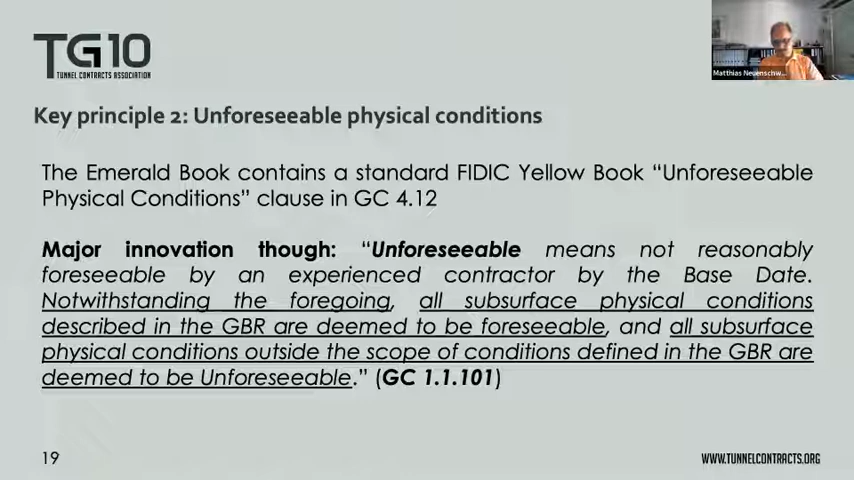 TG10
TUNNEL CONTRACTS ASSOCIATION
Matthias Neuenschw...
Key principle 2: Unforeseeable physical conditions
The Emerald Book contains a standard FIDIC Yellow Book “Unforeseeable
Physical Conditions” clause in GC 4.12
Major innovation though: “Unforeseeable means not reasonably
foreseeable by an experienced contractor by the Base Date.
Notwithstanding the foregoing, all subsurface physical conditions
described in the GBR are deemed to be foreseeable, and all subsurface
physical conditions outside the scope of conditions defined in the GBR are
deemed to be Unforeseeable.” (GC 1.1.101)
19
WWW.TUNNELCONTRACTS.ORG